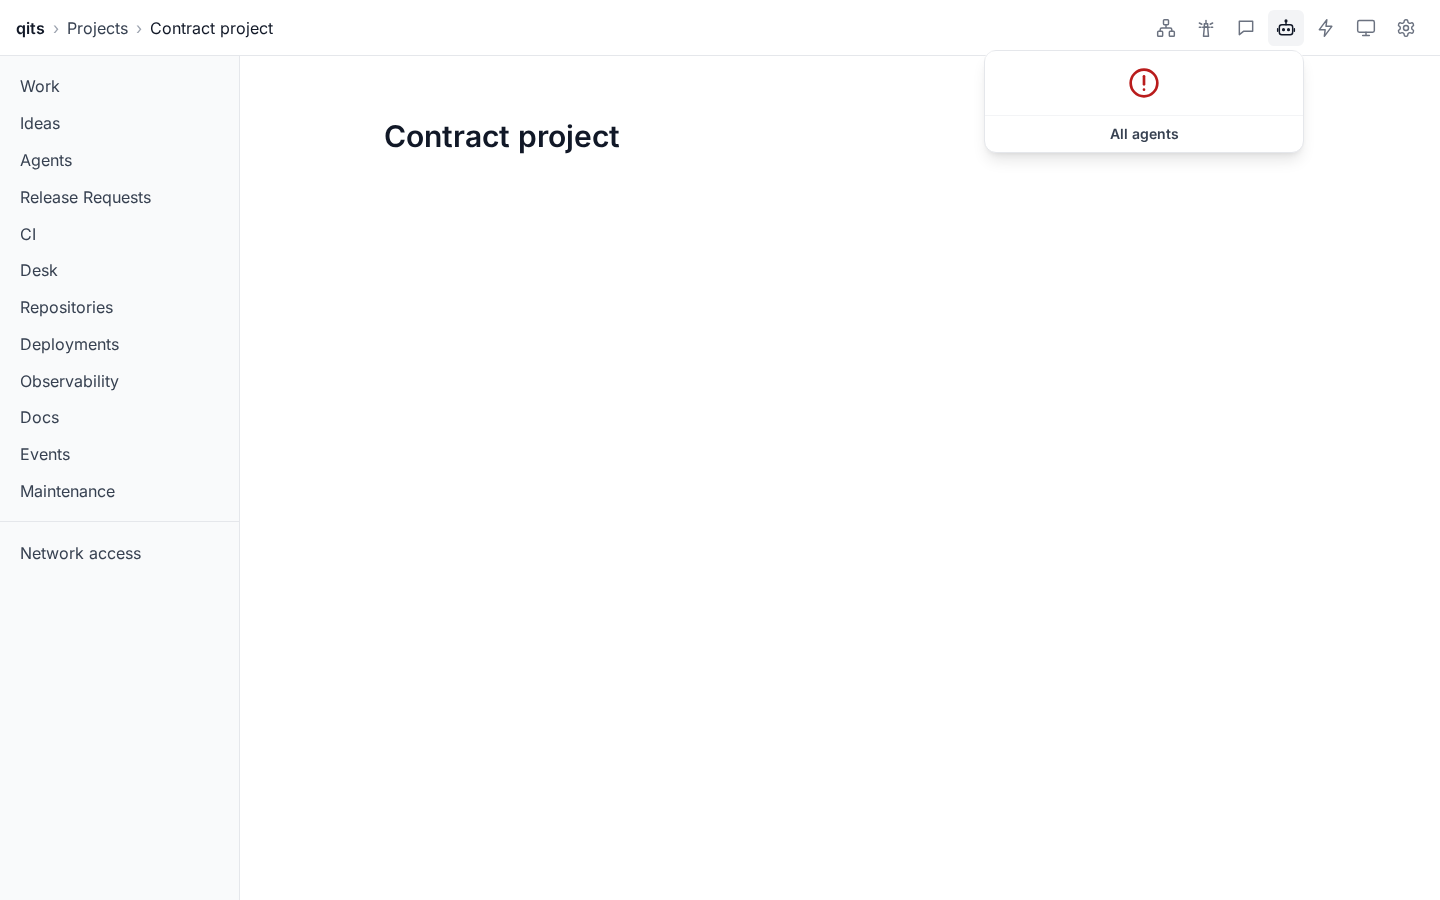 qits › Projects › Contract project
All agents
Work
Ideas
Agents
Release Requests
CI
Desk
Repositories
Deployments
Observability
Docs
Events
Maintenance
Network access
Contract project